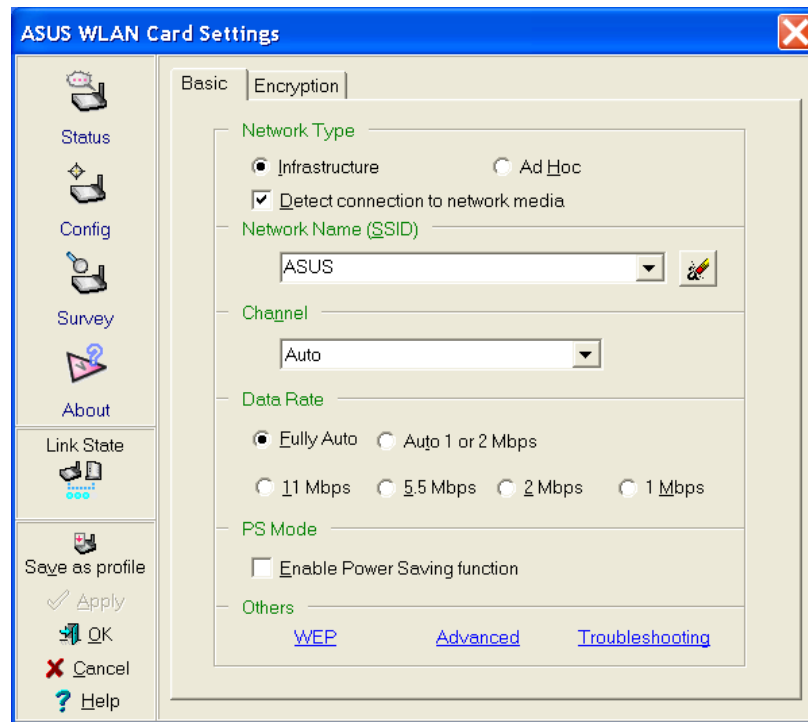 ASUS WLAN Card Settings
Status
Config
Survey
About
Link State
Save as profile
Apply
OK
Cancel
Help
Basic
Encryption
Network Type
Infrastructure
Ad Hoc
Detect connection to network media
Network Name (SSID)
ASUS
Channel
Auto
Data Rate
Fully Auto
Auto 1 or 2 Mbps
11 Mbps
5.5 Mbps
2 Mbps
1 Mbps
PS Mode
Enable Power Saving function
Others
WEP
Advanced
Troubleshooting